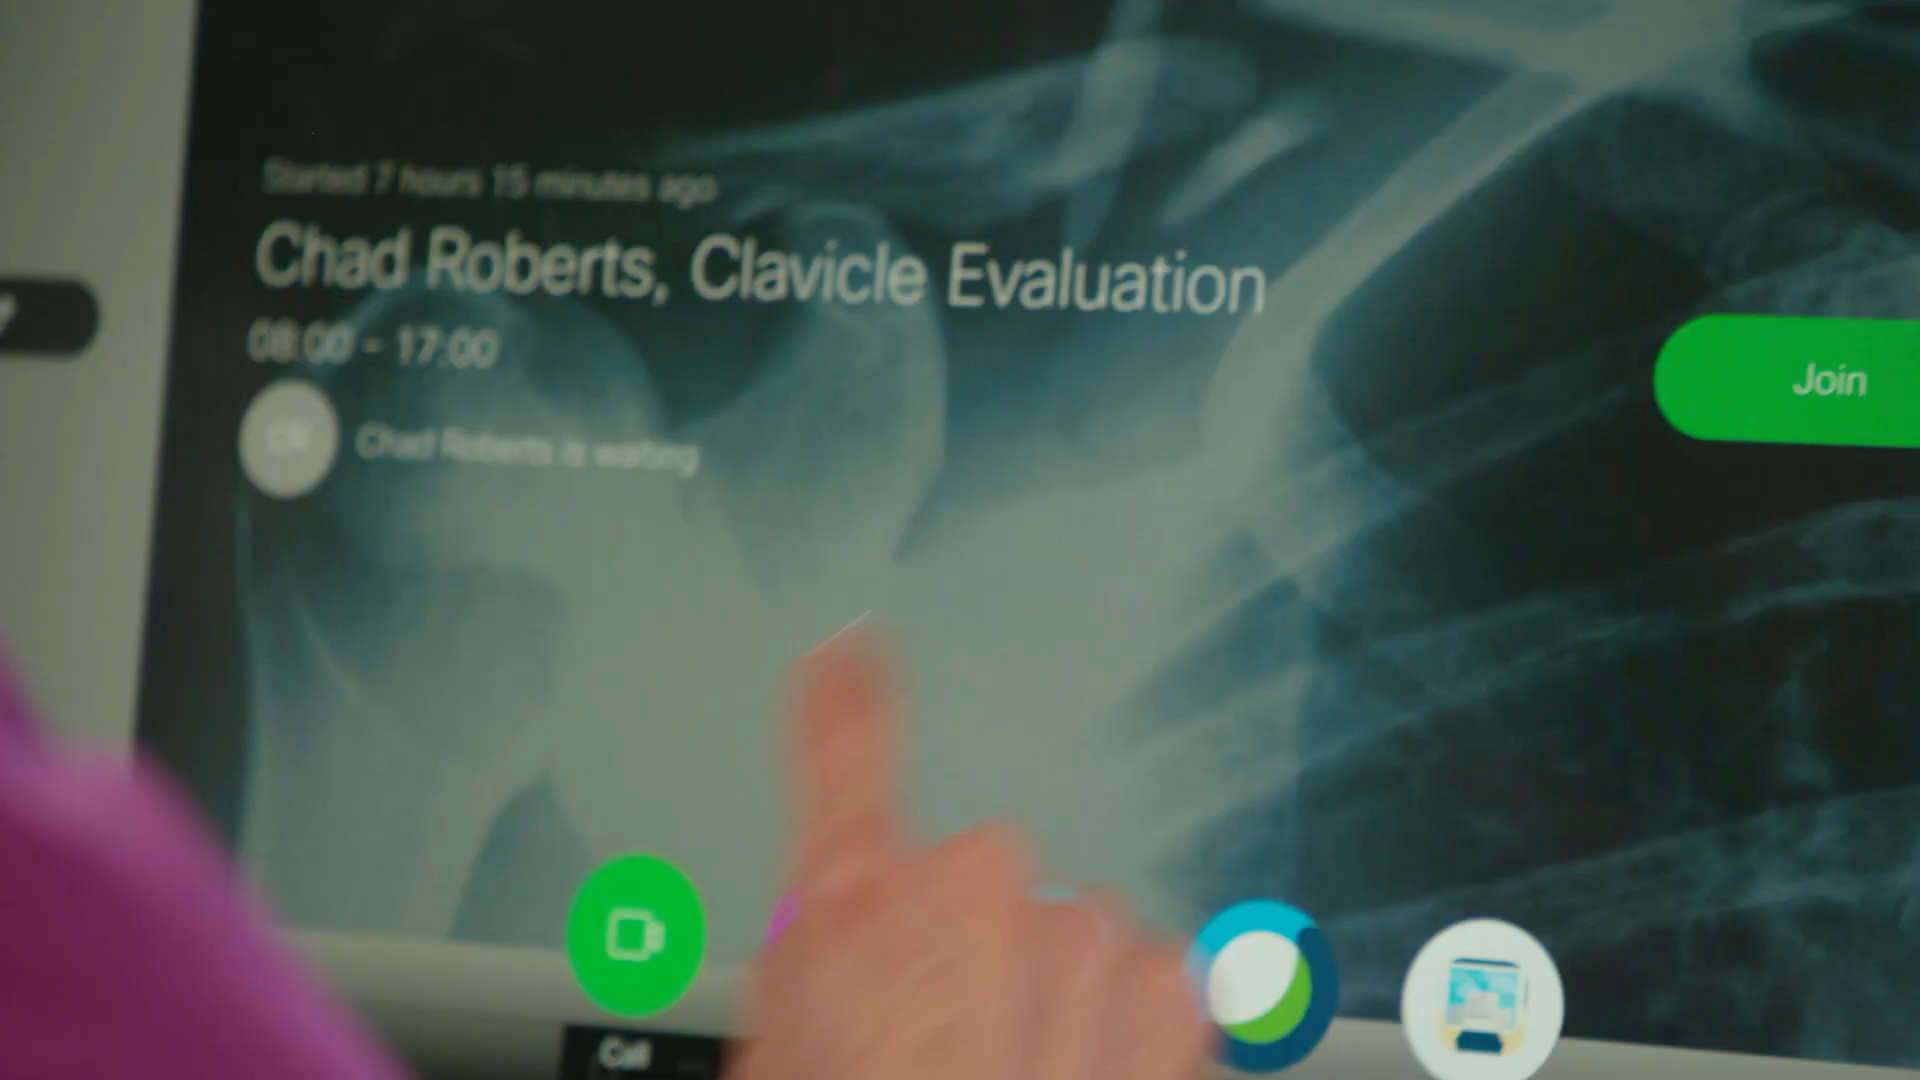 Started 7 hours 15 minutes ago
Chad Roberts, Clavicle Evaluation
08:00 - 17:00
Chad Roberts is waiting
Join
Call